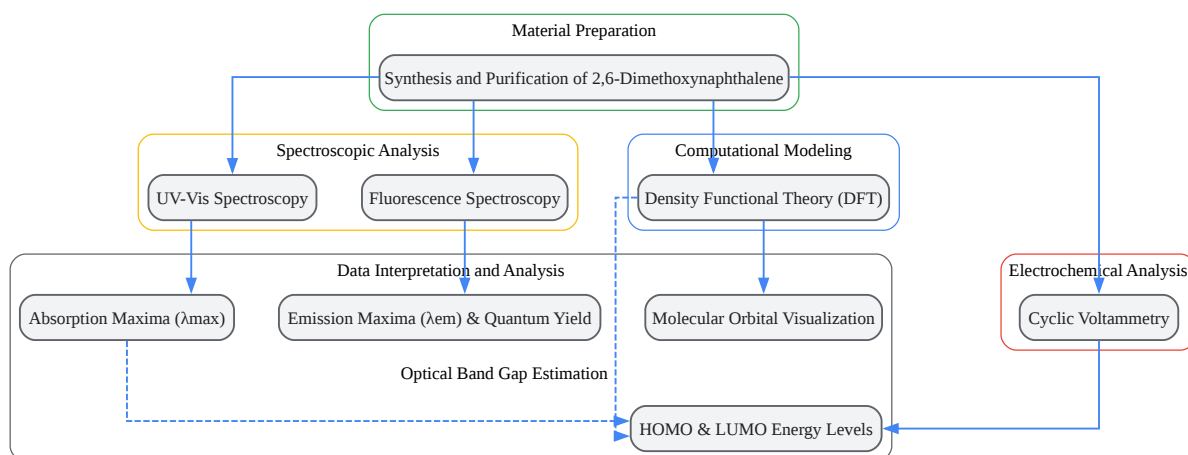 Material Preparation
Synthesis and Purification of 2,6-Dimethoxynaphthalene
Spectroscopic Analysis
Computational Modeling
UV-Vis Spectroscopy
Fluorescence Spectroscopy
Density Functional Theory (DFT)
Data Interpretation and Analysis
Electrochemical Analysis
Absorption Maxima (λmax)
Emission Maxima (λem) & Quantum Yield
Molecular Orbital Visualization
Cyclic Voltammetry
Optical Band Gap Estimation
HOMO & LUMO Energy Levels